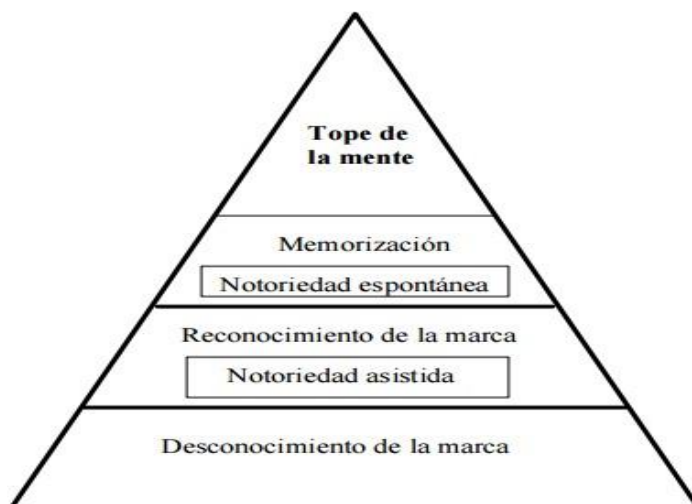 Tope de
la mente
Memorización
Notoriedad espontánea
Reconocimiento de la marca
Notoriedad asistida
Desconocimiento de la marca